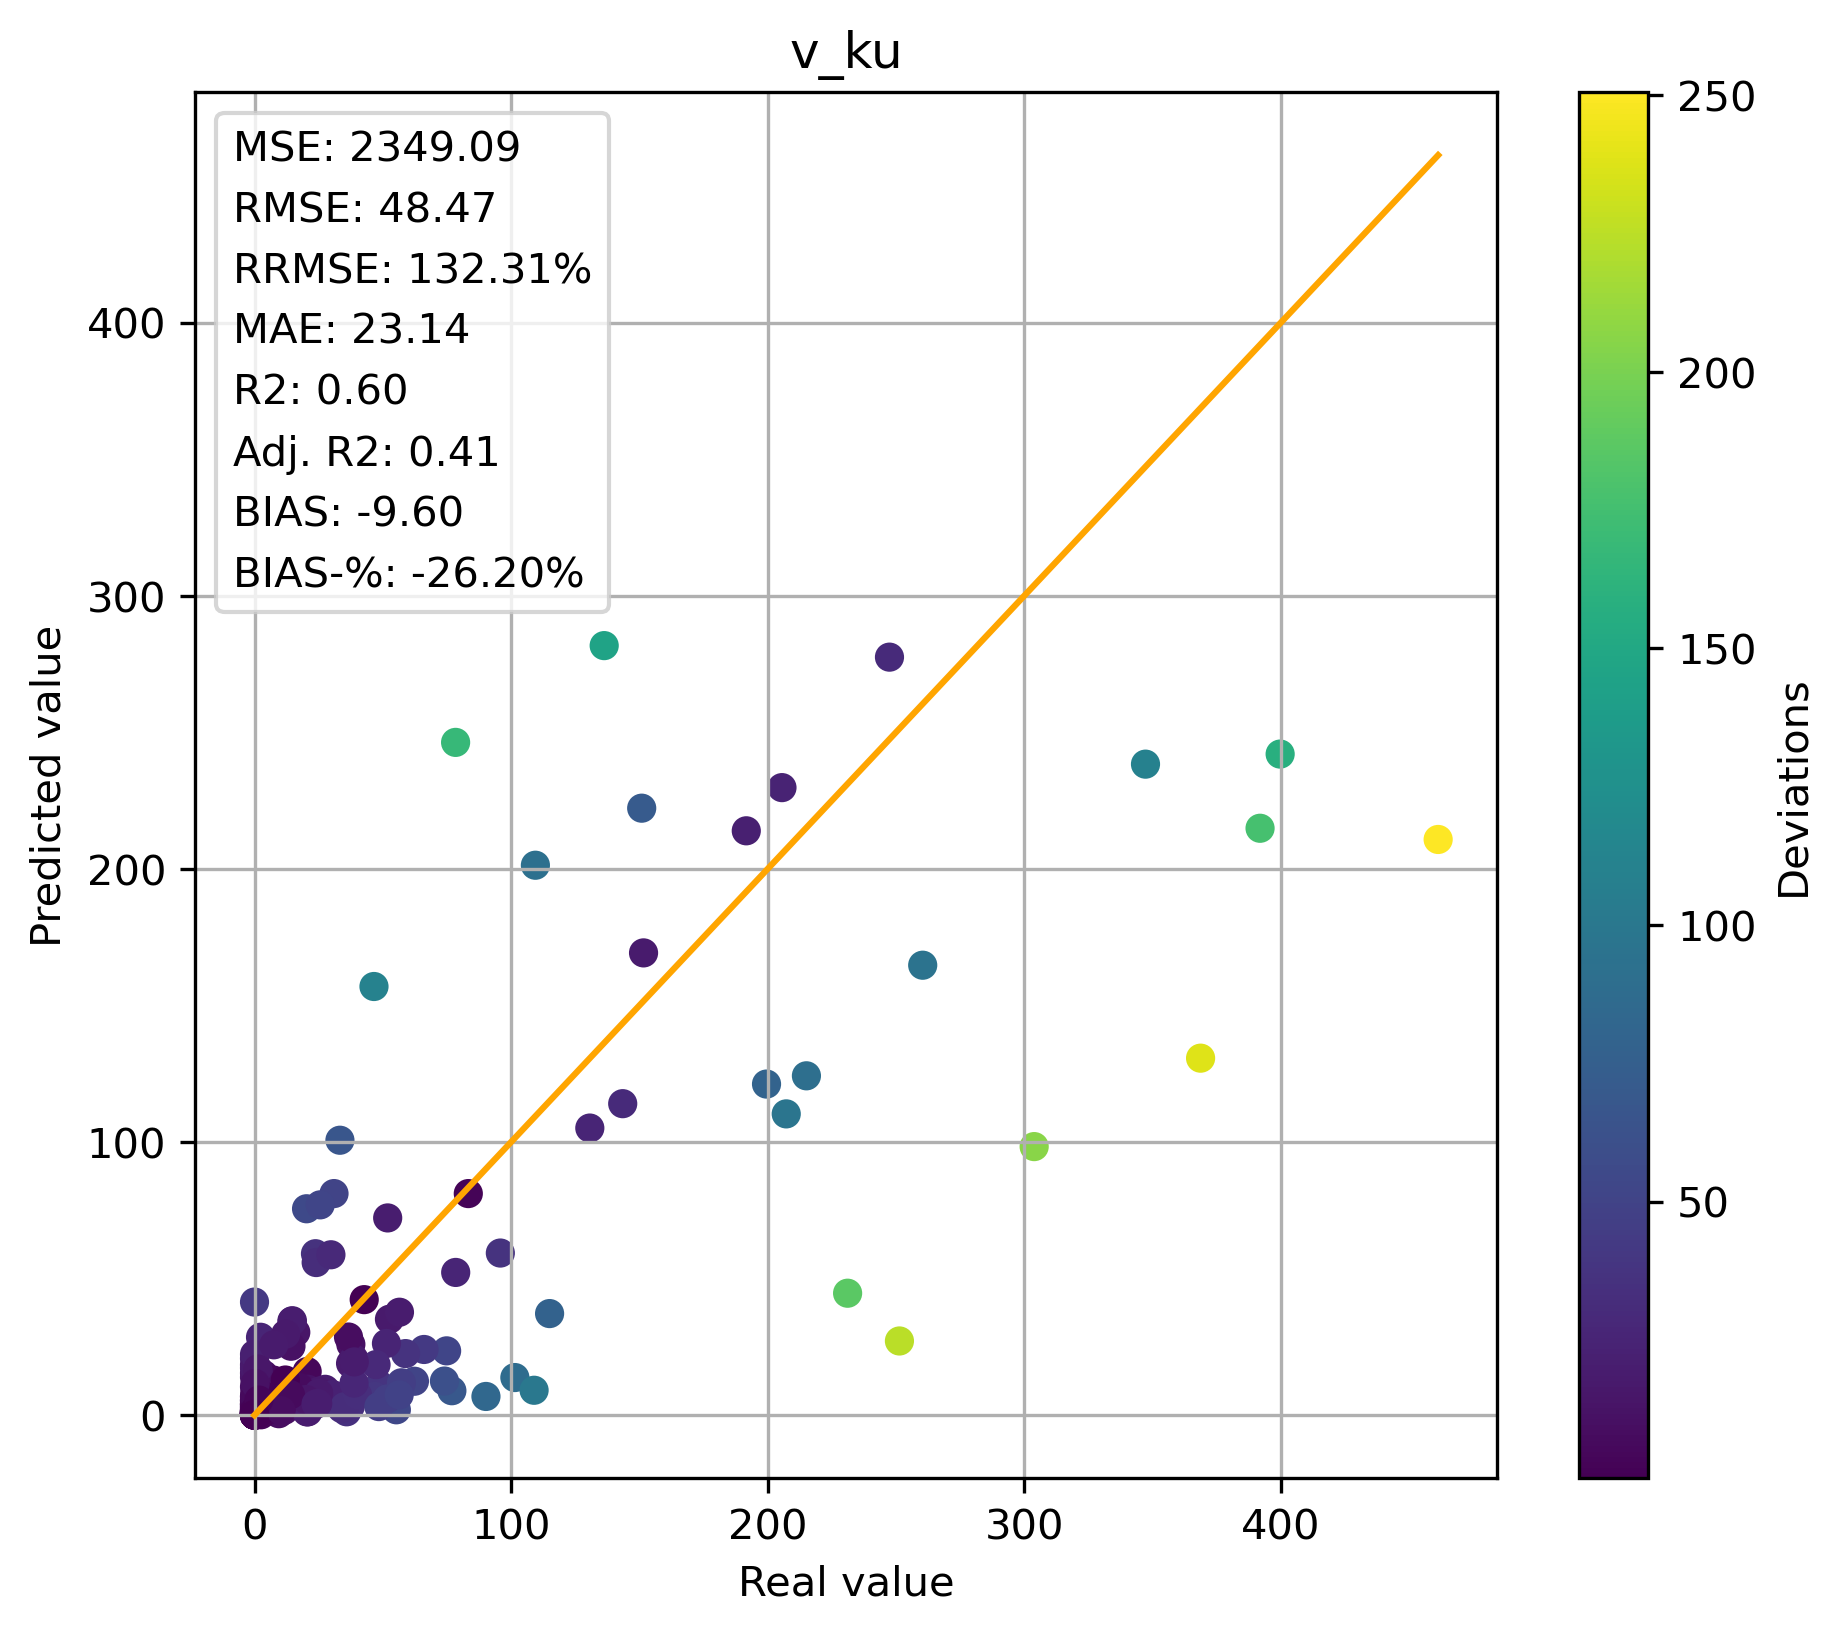 v_ku
MSE: 2349.09
RMSE: 48.47
RRMSE: 132.31%
MAE: 23.14
R2: 0.60
Adj. R2: 0.41
BIAS: -9.60
BIAS-%: -26.20%
400
300
200
100
0
Predicted value
0 100 200 300 400
Real value
250
200
150
100
50
Deviations